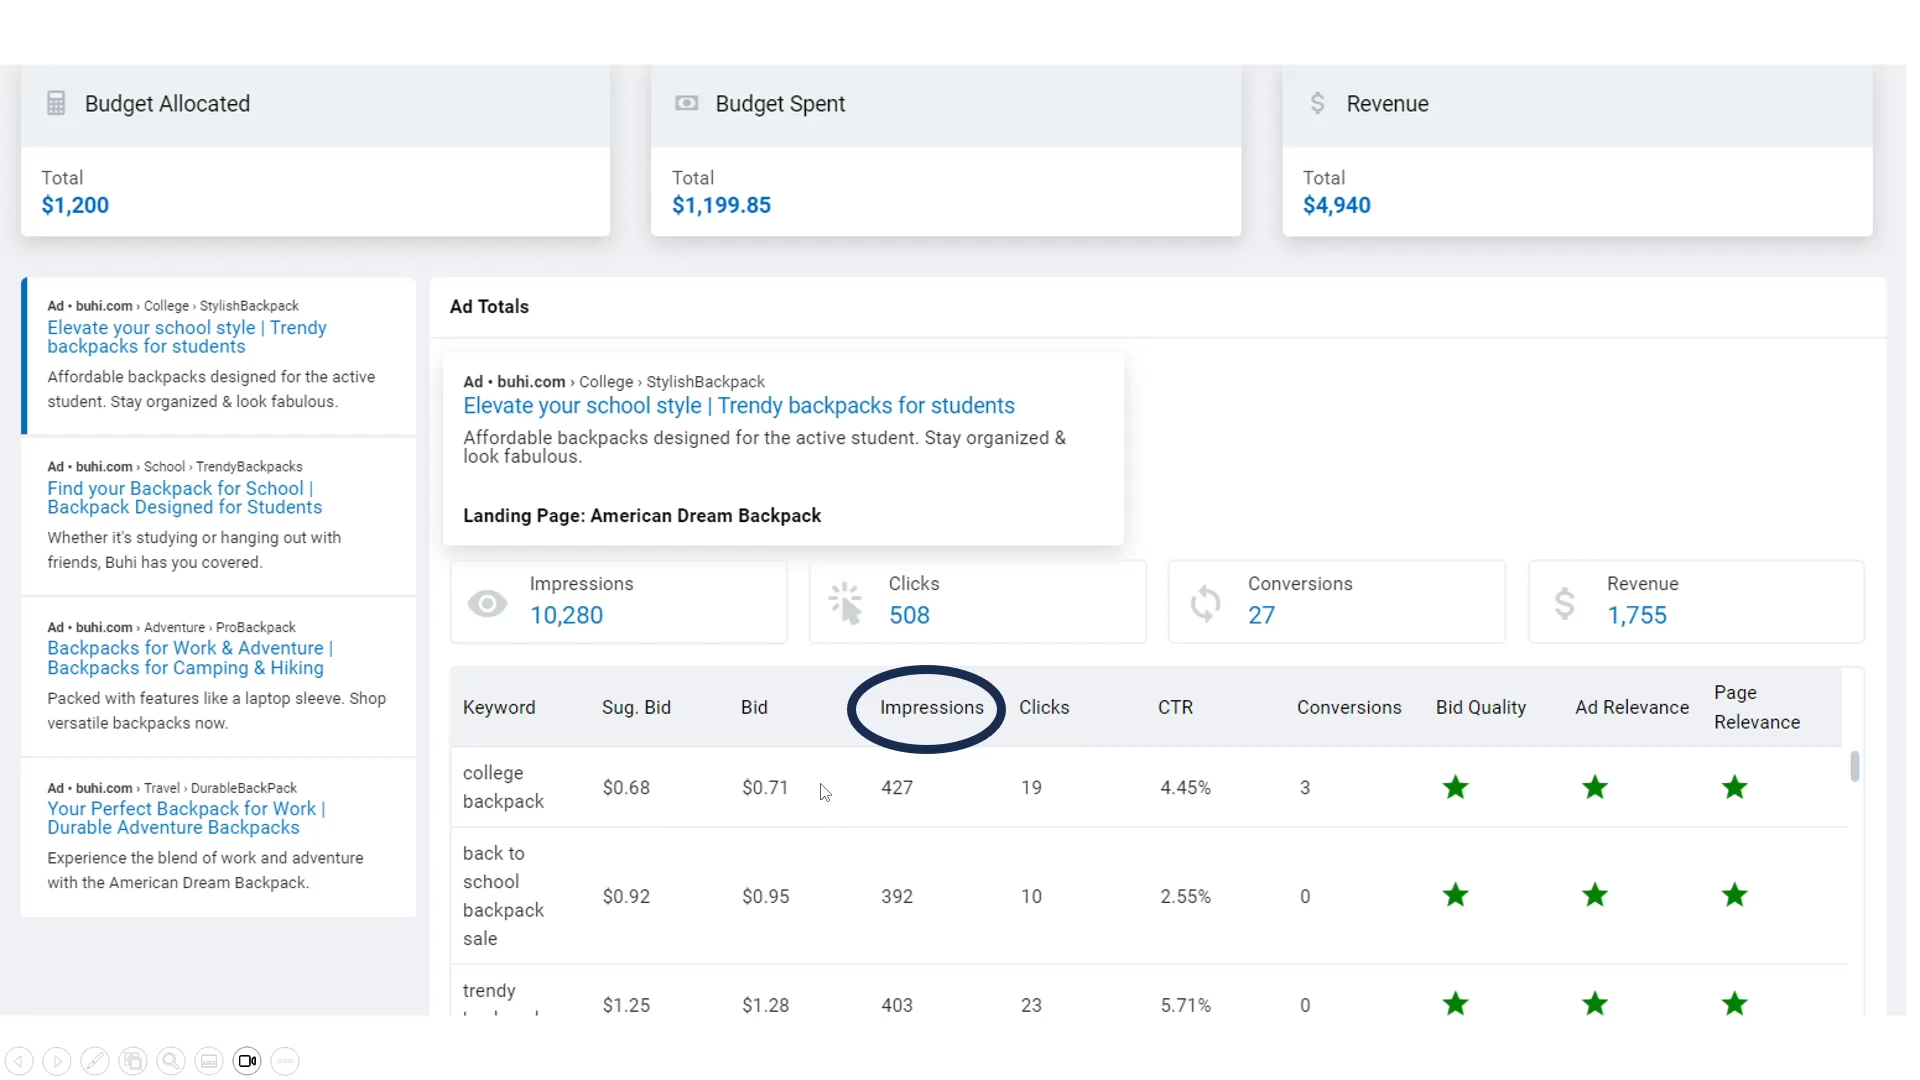 Budget Allocated
Total
$1,200
Budget Spent
Total
$1,199.85
Revenue
Total
$4,940
Ad • buhi.com › College › StylishBackpack
Elevate your school style | Trendy
backpacks for students
Affordable backpacks designed for the active
student. Stay organized & look fabulous.
Ad • buhi.com › School › TrendyBackpacks
Find your Backpack for School |
Backpack Designed for Students
Whether it's studying or hanging out with
friends, Buhi has you covered.
Ad • buhi.com › Adventure › ProBackpack
Backpacks for Work & Adventure |
Backpacks for Camping & Hiking
Packed with features like a laptop sleeve. Shop
versatile backpacks now.
Ad • buhi.com › Travel › DurableBackPack
Your Perfect Backpack for Work |
Durable Adventure Backpacks
Experience the blend of work and adventure
with the American Dream Backpack.
Ad Totals
Ad • buhi.com › College › StylishBackpack
Elevate your school style | Trendy backpacks for students
Affordable backpacks designed for the active student. Stay organized &
look fabulous.
Landing Page: American Dream Backpack
Impressions
10,280
Clicks
508
Conversions
27
Revenue
1,755
Keyword Sug. Bid Bid Impressions Clicks CTR Conversions Bid Quality Ad Relevance Page
Relevance
college
backpack
$0.68 $0.71 427 19 4.45% 3
back to
school
backpack
sale
$0.92 $0.95 392 10 2.55% 0
trendy
$1.25 $1.28 403 23 5.71% 0